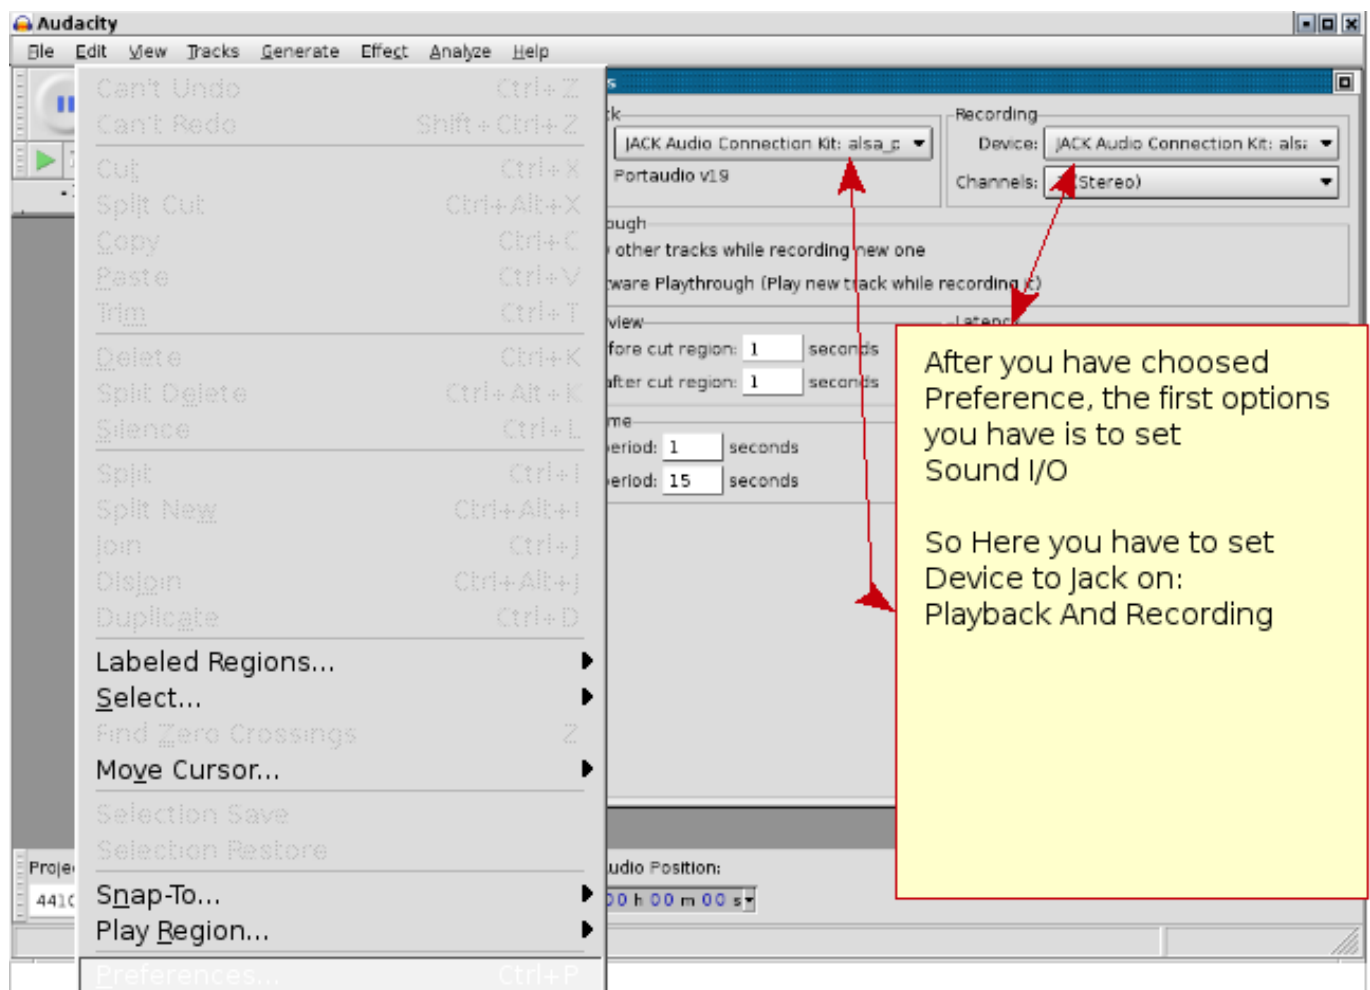 Audacity
File Edit View Tracks Generate Effect Analyze Help
Can't Undo Ctrl+Z
Can't Redo Shift+Ctrl+Z
Cut Ctrl+X
Split Cut Ctrl+Alt+X
Copy Ctrl+C
Paste Ctrl+V
Trim Ctrl+T
Delete Ctrl+K
Split Delete Ctrl+Alt+K
Silence Ctrl+L
Split Ctrl+I
Split New Ctrl+Alt+I
Join Ctrl+J
Disjoin Ctrl+Alt+J
Duplicate Ctrl+D
Labeled Regions...
Select...
Find Zero Crossings Z
Move Cursor...
Selection Save
Selection Restore
Snap-To...
Play Region...
Preferences... Ctrl+P
JACK Audio Connection Kit: alsa_p
Portaudio v19
Recording
Device: JACK Audio Connection Kit: als
Channels: (Stereo)
other tracks while recording new one
ware Playthrough (Play new track while recording it)
view
fore cut region: 1 seconds
after cut region: 1 seconds
eriod: 1 seconds
eriod: 15 seconds
Latency
After you have choosed
Preference, the first options
you have is to set
Sound I/O
So Here you have to set
Device to Jack on:
Playback And Recording
Proje
4410
udio Position:
00 h 00 m 00 s